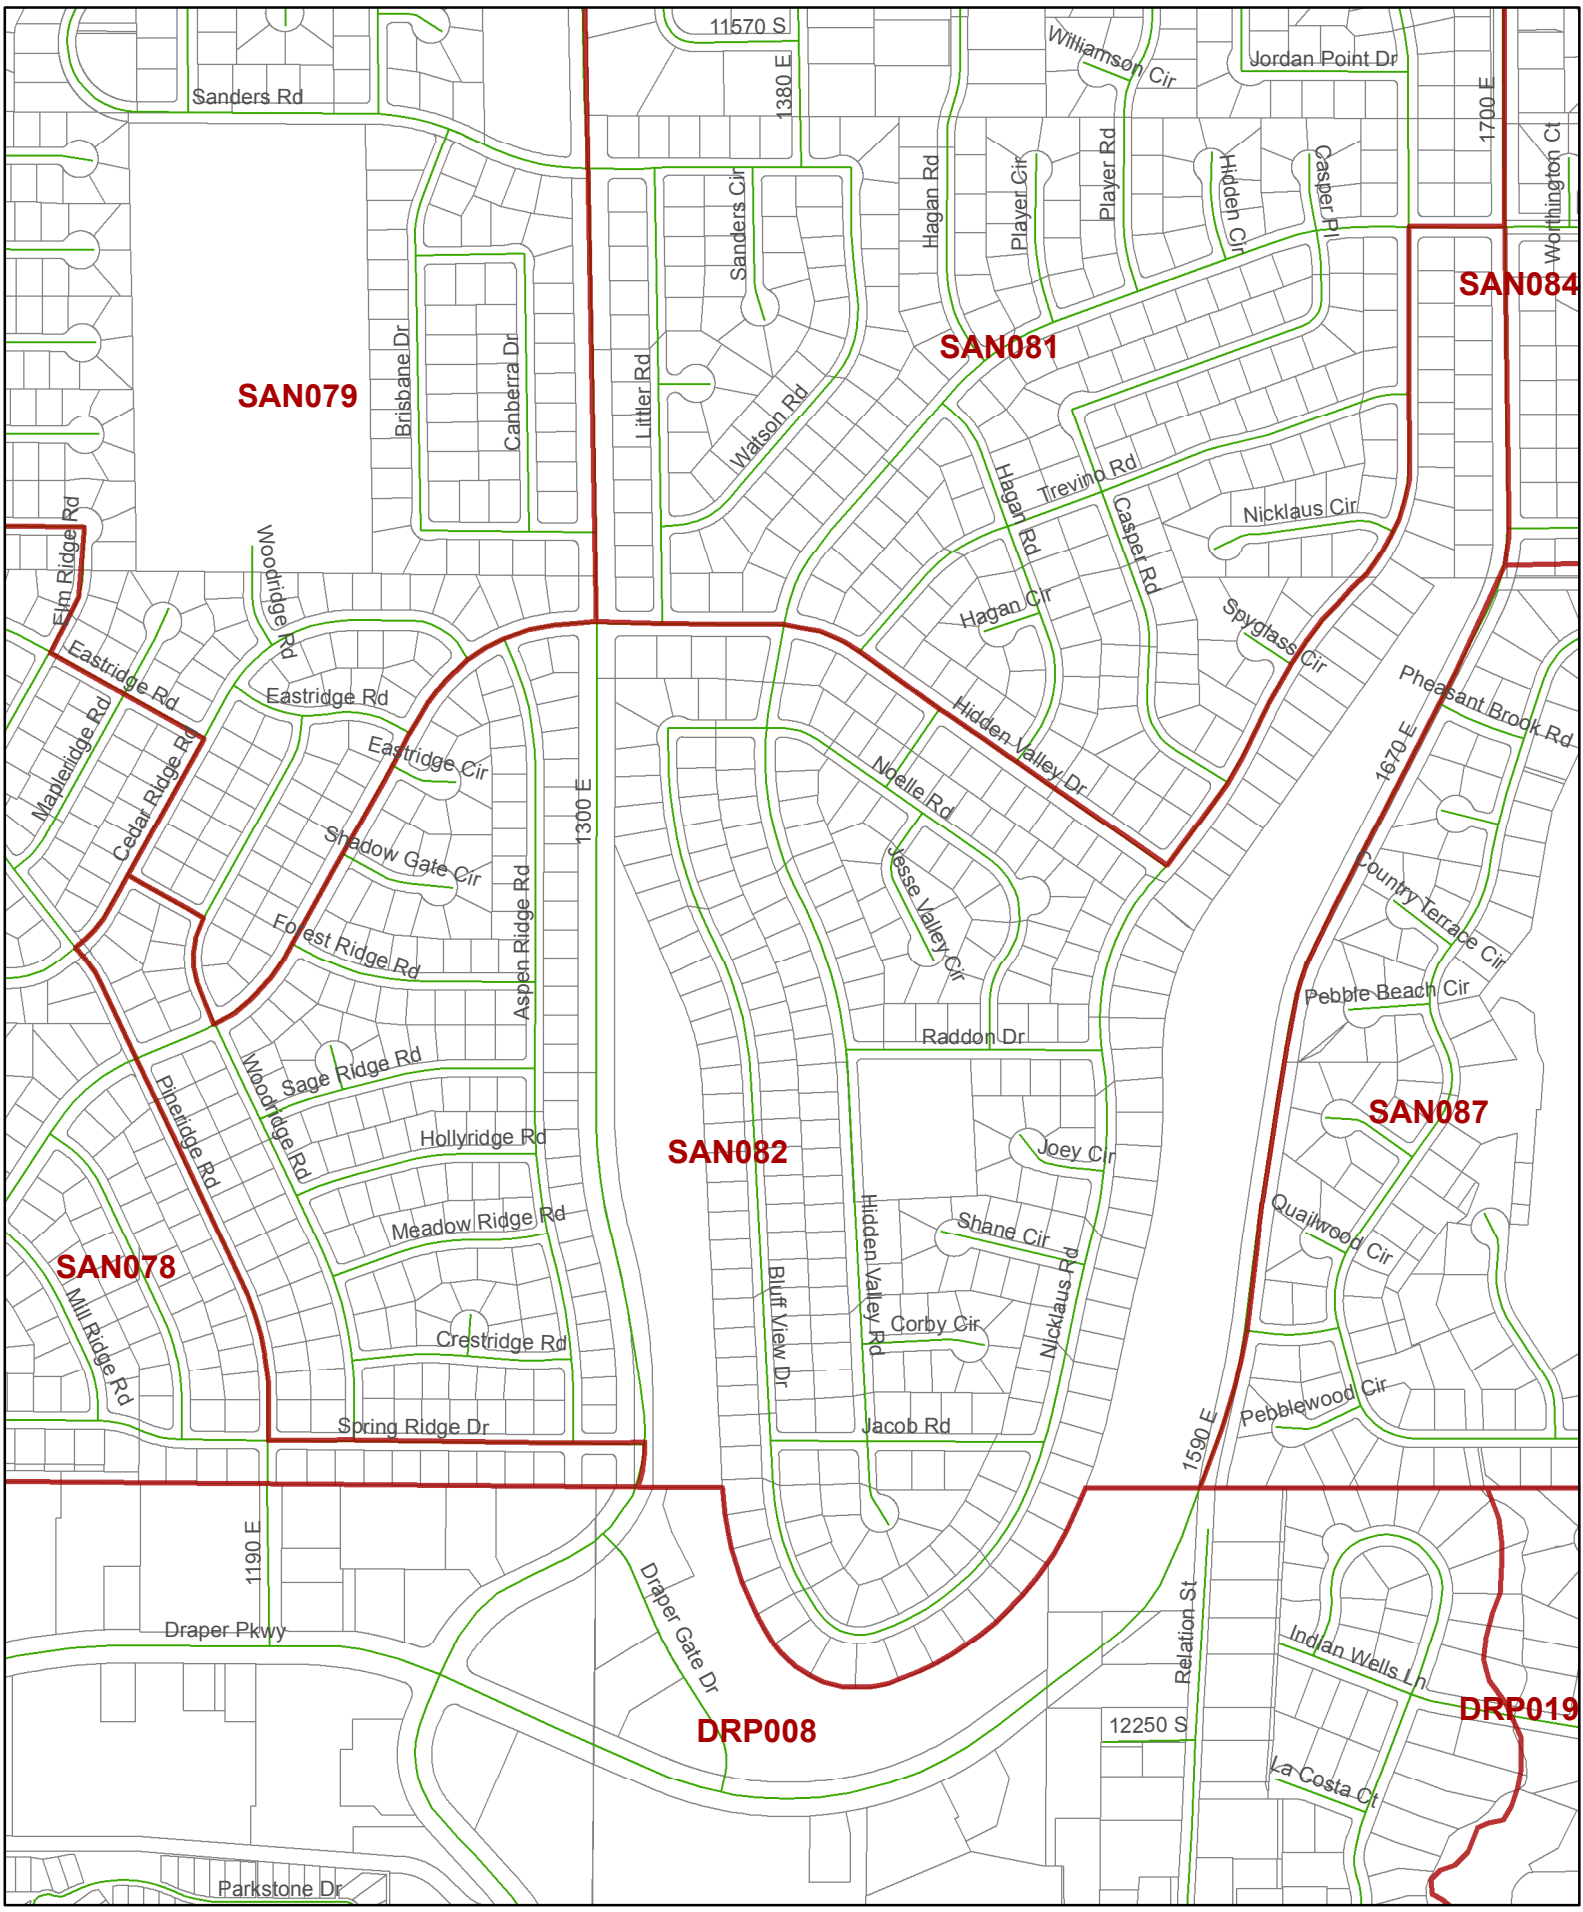 11570 S
Williamson Cir
Jordan Point Dr
Sanders Rd
1380 E
1700 E
Worthington Ct
Hagan Rd
Player Cir
Player Rd
Hidden Cir
Casper Pl
Sanders Cir
SAN084
SAN081
SAN079
Brisbane Dr
Canberra Dr
Littler Rd
Watson Rd
Hagan Rd
Trevino Rd
Casper Rd
Nicklaus Cir
Elm Ridge Rd
Woodridge Rd
Hagan Cir
Spyglass Cir
Eastridge Rd
Eastridge Rd
Pheasant Brook Rd
Mapleridge Rd
Cedar Ridge Rd
Eastridge Cir
Hidden Valley Dr
1670 E
Noelle Rd
1300 E
Shadow Gate Cir
Jesse Valley Cir
Country Terrace Cir
Aspen Ridge Rd
Forest Ridge Rd
Pebble Beach Cir
Raddon Dr
Sage Ridge Rd
Woodridge Rd
Pineridge Rd
SAN087
Hollyridge Rd
SAN082
Joey Cir
Meadow Ridge Rd
Hidden Valley Rd
Shane Cir
Quailwood Cir
SAN078
Mill Ridge Rd
Bluff View Dr
Nicklaus Rd
Corby Cir
Crestridge Rd
Pebblewood Cir
Spring Ridge Dr
Jacob Rd
1590 E
1190 E
Draper Gate Dr
Draper Pkwy
Relation St
Indian Wells Ln
DRP019
DRP008
12250 S
La Costa Ct
Parkstone Dr